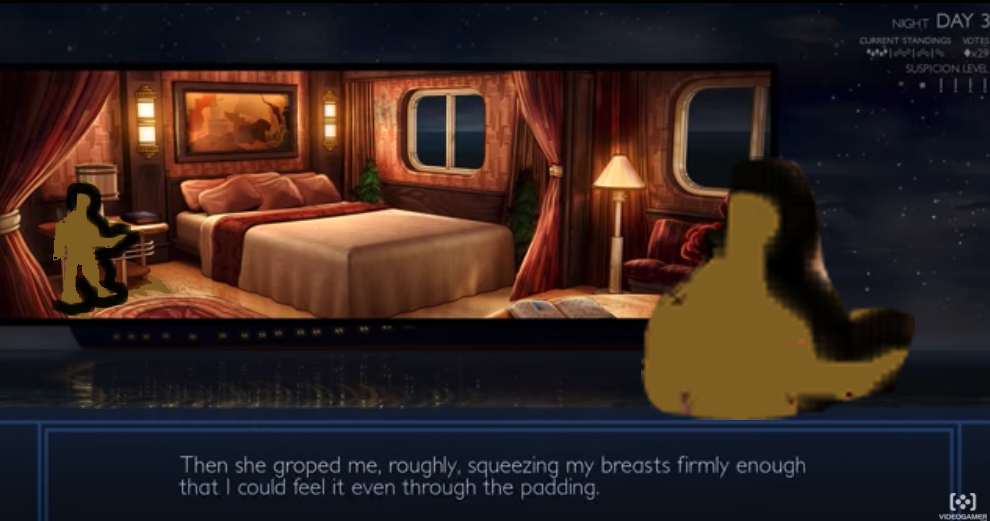 NIGHT DAY 3
CURRENT STANDINGS VOTES
x29
SUSPICION LEVEL
Then she groped me, roughly, squeezing my breasts firmly enough
that I could feel it even through the padding.
VIDEOGAMER